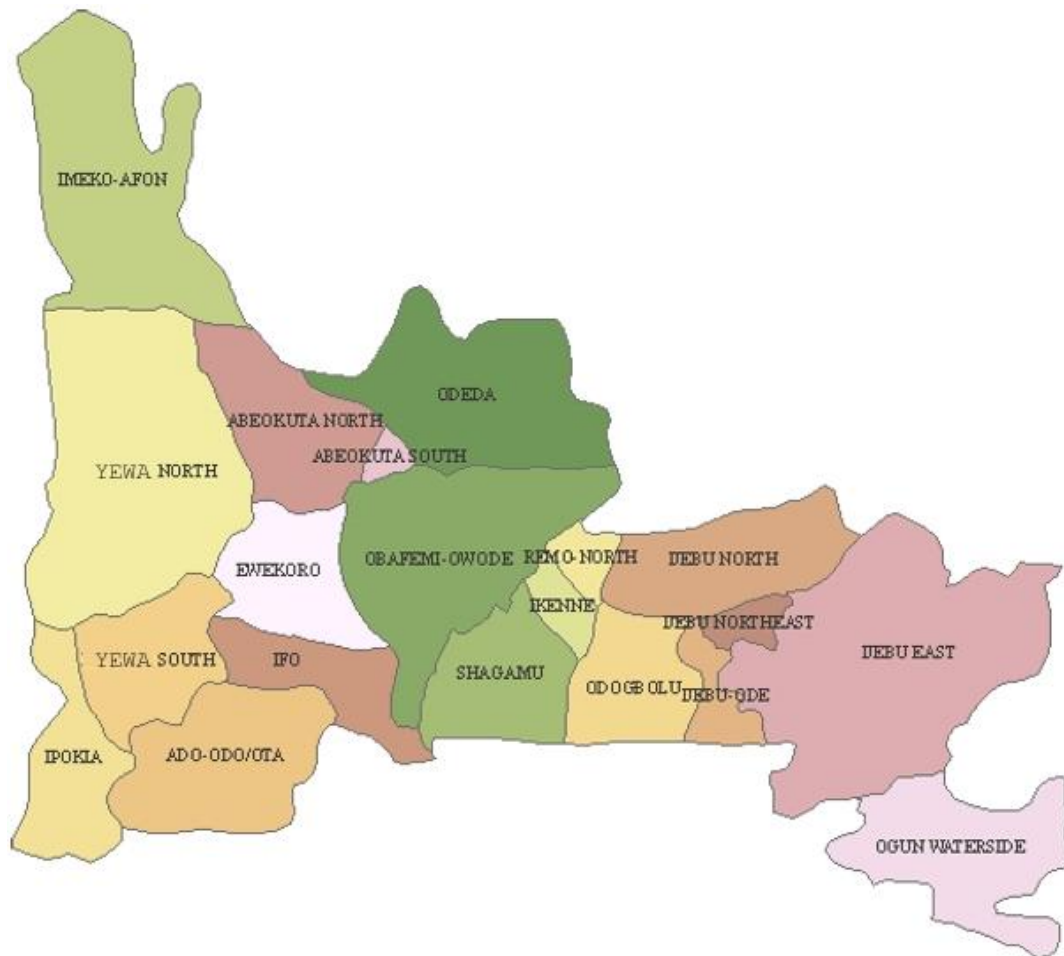 IMEKO-AFON
ODEDA
ABEOKUTA NORTH
ABEOKUTA SOUTH
YEWA NORTH
REMO-NORTH
OBAFEMI-OWODE
IJEBU NORTH
EWEKORO
IKENNE
IJEBU NORTHEAST
IJEBU EAST
YEWA SOUTH
IFO
SHAGAMU
ODOGBOLU
IJEBU-ODE
IPOKIA
ADO-ODO/OTA
OGUN WATERSIDE